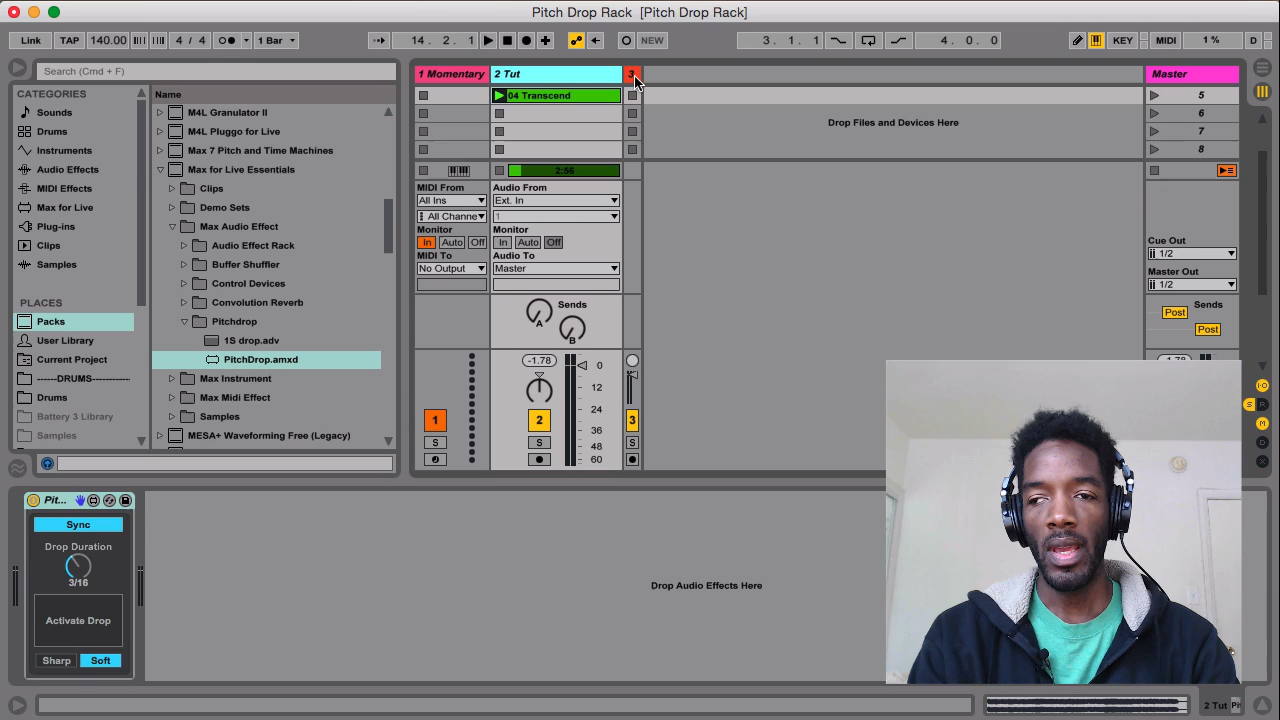 Pitch Drop Rack [Pitch Drop Rack]
Link TAP 140.00 4 / 4 1 Bar 14. 2. 1 NEW 3. 1. 1 4. 0. 0 KEY MIDI 1 % D
Search (Cmd + F)
CATEGORIES
Sounds
Drums
Instruments
Audio Effects
MIDI Effects
Max for Live
Plug-ins
Clips
Samples
PLACES
Packs
User Library
Current Project
------DRUMS------------
Drums
Battery 3 Library
Samples
Name
M4L Granulator II
M4L Pluggo for Live
Max 7 Pitch and Time Machines
Max for Live Essentials
Clips
Demo Sets
Max Audio Effect
Audio Effect Rack
Buffer Shuffler
Control Devices
Convolution Reverb
Pitchdrop
1S drop.adv
PitchDrop.amxd
Max Instrument
Max Midi Effect
Samples
MESA+ Waveforming Free (Legacy)
1 Momentary
MIDI From
All Ins
All Channe
Monitor
In Auto Off
MIDI To
No Output
1
S
2 Tut
04 Transcend
2:56
Audio From
Ext. In
1
Monitor
In Auto Off
Audio To
Master
Sends
A
B
-1.78
0
12
24
36
48
60
2
S
3
3
S
Drop Files and Devices Here
Master
5
6
7
8
Cue Out
1/2
Master Out
1/2
Sends
Post
Post
-1.78
I·O
S R
M
D
X
Pit...
Sync
Drop Duration
3/16
Activate Drop
Sharp Soft
Drop Audio Effects Here
2 Tut